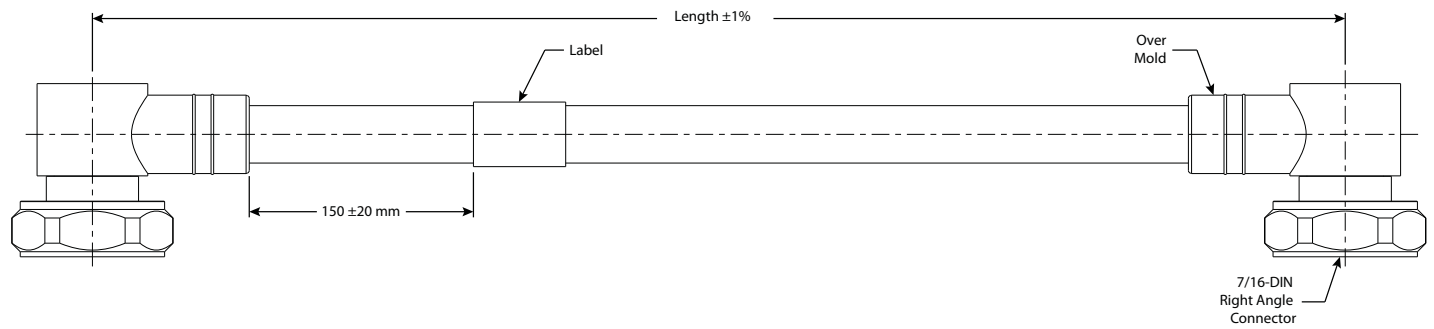 Length ±1%
Label
Over
Mold
150 ±20 mm
7/16-DIN
Right Angle
Connector